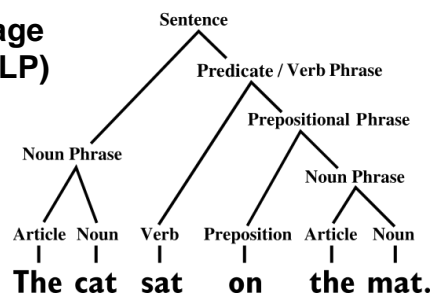 Sentence
age
LP)
Predicate / Verb Phrase
Prepositional Phrase
Noun Phrase
Noun Phrase
Article Noun Verb Preposition Article Noun
The cat sat on the mat.